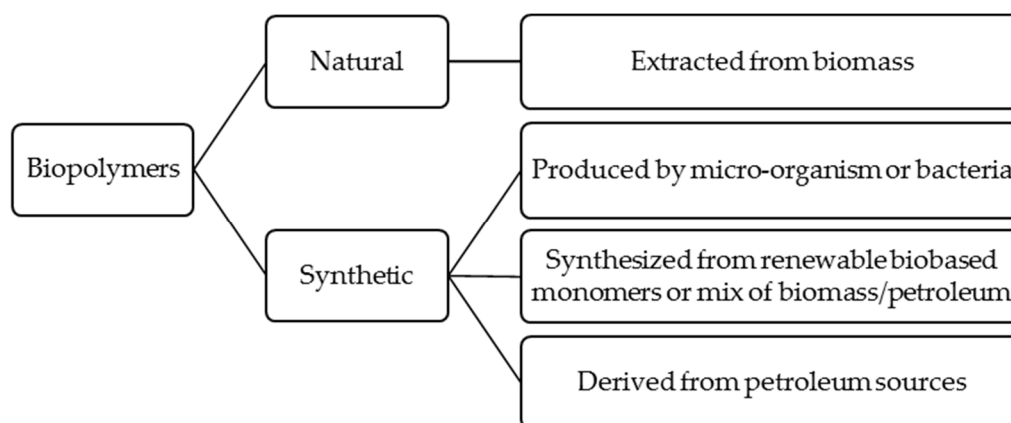 Natural
Extracted from biomass
Biopolymers
Produced by micro-organism or bacteria
Synthetic
Synthesized from renewable biobased
monomers or mix of biomass/petroleum
Derived from petroleum sources